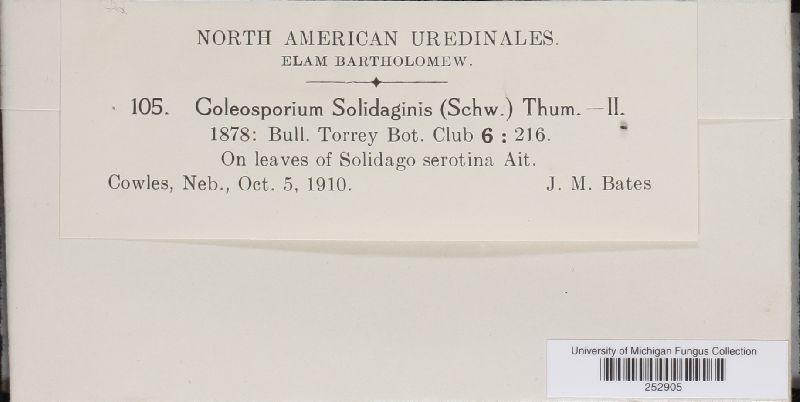 NORTH AMERICAN UREDINALES.
ELAM BARTHOLOMEW.
105. Coleosporium Solidaginis (Schw.) Thum. —II.
1878: Bull. Torrey Bot. Club 6 : 216.
On leaves of Solidago serotina Ait.
Cowles, Neb., Oct. 5, 1910. J. M. Bates
University of Michigan Fungus Collection
252905